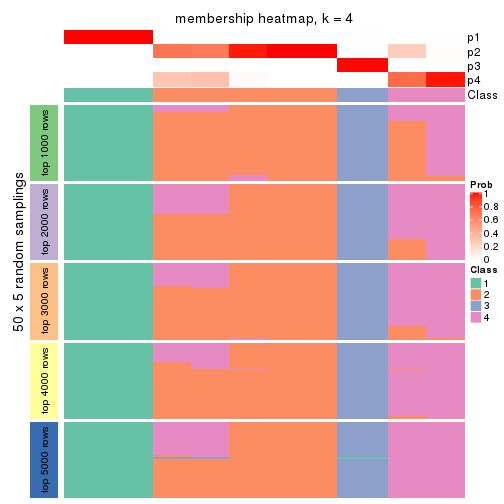 membership heatmap, k = 4
p1
p2
p3
p4
Class
50 x 5 random samplings
top 1000 rows
top 2000 rows
top 3000 rows
top 4000 rows
top 5000 rows
Prob
1
0.8
0.6
0.4
0.2
0
Class
1
2
3
4